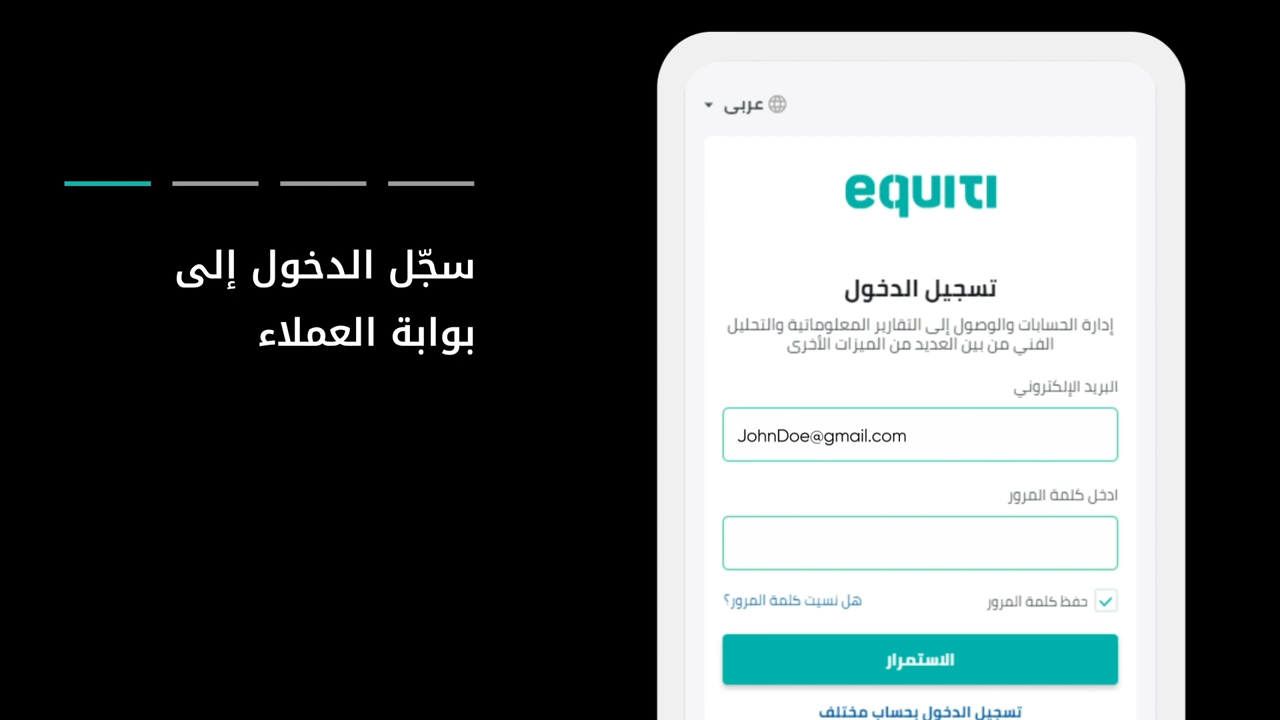 سجّل الدخول إلى
بوابة العملاء
عربى
equiti
تسجيل الدخول
إدارة الحسابات والوصول إلى التقارير المعلوماتية والتحليل
الفني من بين العديد من الميزات الأخرى
البريد الإلكتروني
JohnDoe@gmail.com
ادخل كلمة المرور
حفظ كلمة المرور
هل نسيت كلمة المرور؟
الاستمرار
تسجيل الدخول بحساب مختلف